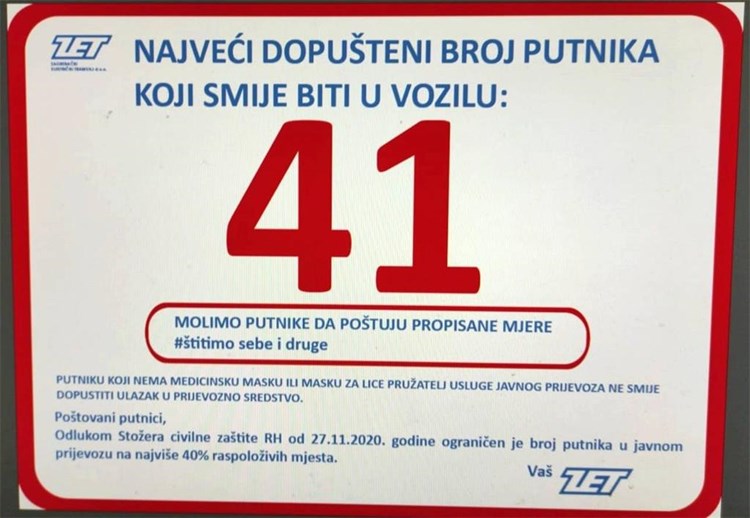 ZET
NAJVEĆI DOPUŠTENI BROJ PUTNIKA
KOJI SMIJE BITI U VOZILU:
41
MOLIMO PUTNIKE DA POŠTUJU PROPISANE MJERE
#štitimo sebe i druge
PUTNIKU KOJI NEMA MEDICINSKU MASKU ILI MASKU ZA LICE PRUŽATELJ USLUGE JAVNOG PRIJEVOZA NE SMIJE
DOPUSTITI ULAZAK U PRIJEVOZNO SREDSTVO.
Poštovani putnici,
Odlukom Stožera civilne zaštite RH od 27.11.2020. godine ograničen je broj putnika u javnom
prijevozu na najviše 40% raspoloživih mjesta.
Vaš ZET